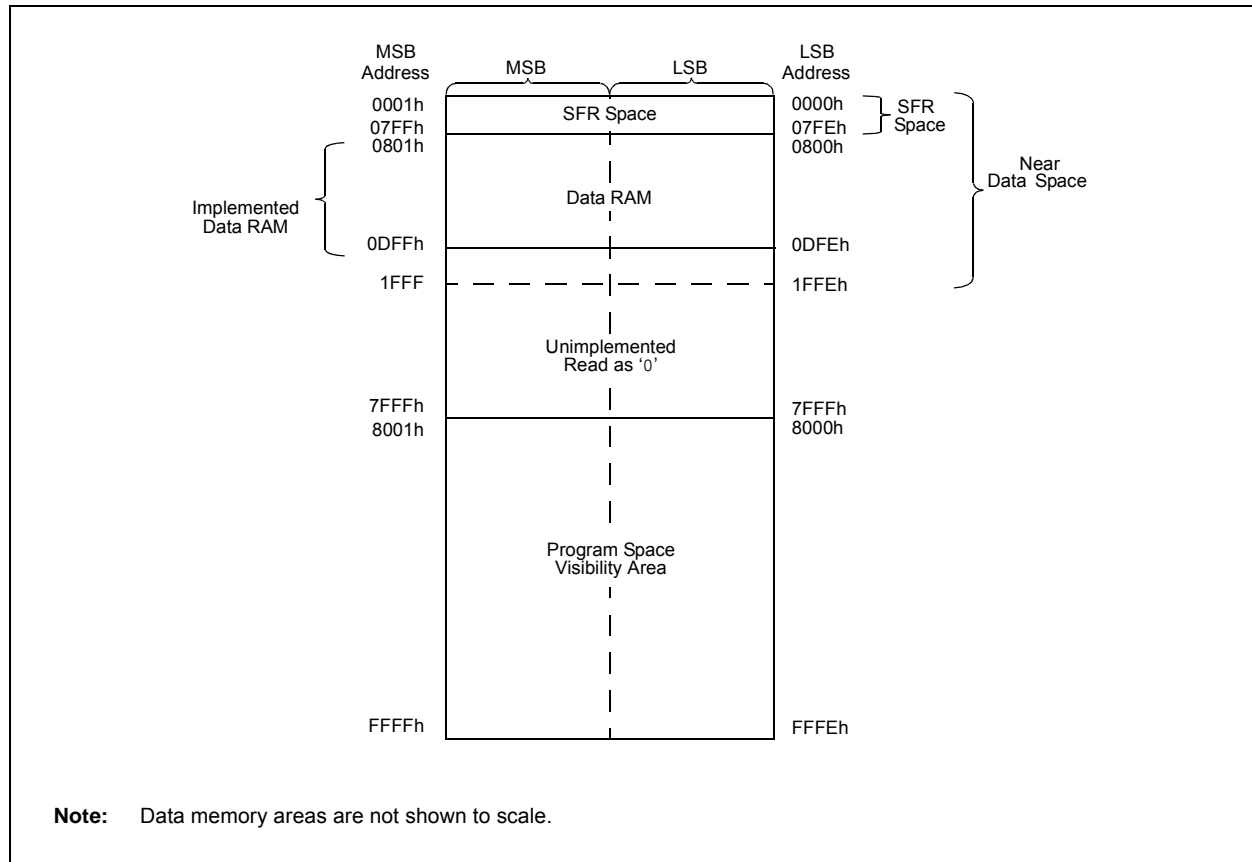 MSB
Address
MSB
LSB
LSB
Address
0001h
SFR Space
0000h
SFR
Space
07FFh
07FEh
0801h
0800h
Near
Data Space
Implemented
Data RAM
Data RAM
0DFFh
0DFEh
1FFF
1FFEh
Unimplemented
Read as ‘0’
7FFFh
7FFFh
8001h
8000h
Program Space
Visibility Area
FFFFh
FFFEh
Note: Data memory areas are not shown to scale.